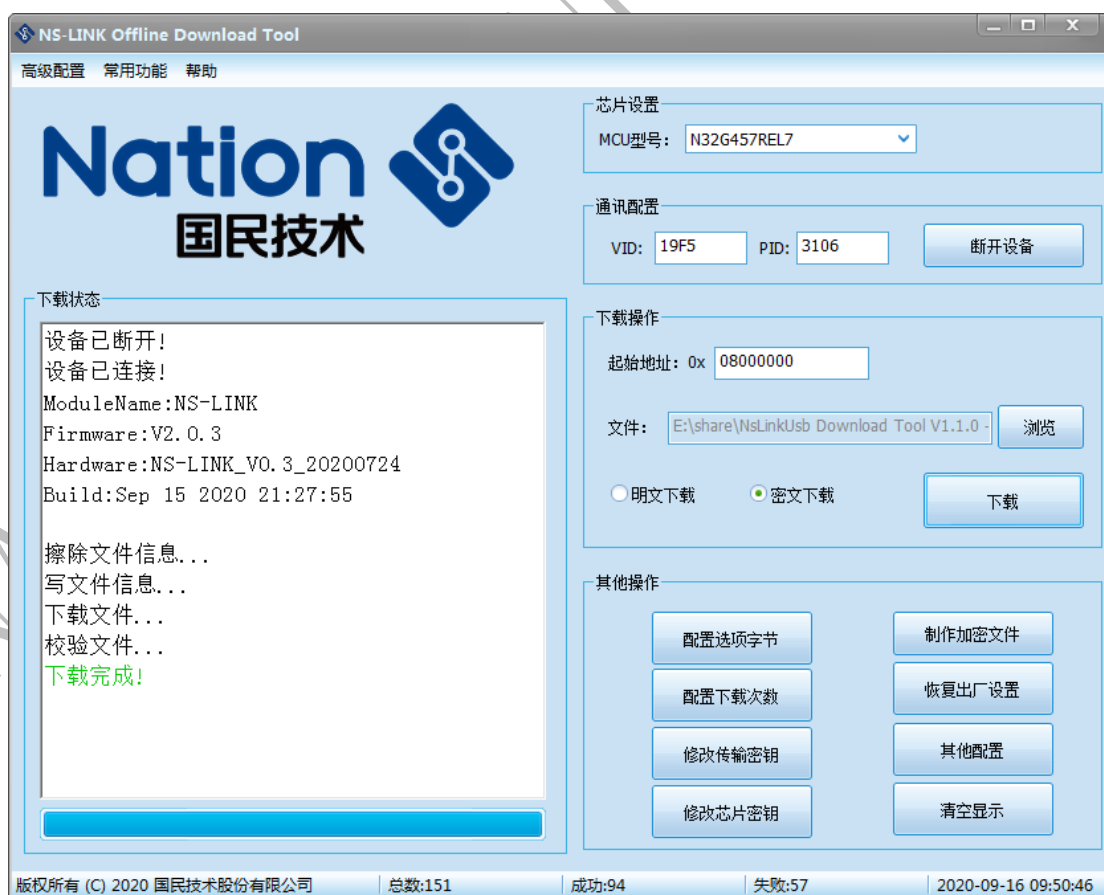 NS-LINK Offline Download Tool
高级配置 常用功能 帮助
Nation
国民技术
下载状态
设备已断开!
设备已连接!
ModuleName:NS-LINK
Firmware:V2.0.3
Hardware:NS-LINK_V0.3_20200724
Build:Sep 15 2020 21:27:55
擦除文件信息...
写文件信息...
下载文件...
校验文件...
下载完成!
芯片设置
MCU型号: N32G457REL7
通讯配置
VID: 19F5 PID: 3106 断开设备
下载操作
起始地址: 0x 08000000
文件: E:\share\NsLinkUsb Download Tool V1.1.0 - 浏览
明文下载 密文下载 下载
其他操作
配置选项字节 制作加密文件
配置下载次数 恢复出厂设置
修改传输密钥 其他配置
修改芯片密钥 清空显示
版权所有 (C) 2020 国民技术股份有限公司 总数:151 成功:94 失败:57 2020-09-16 09:50:46